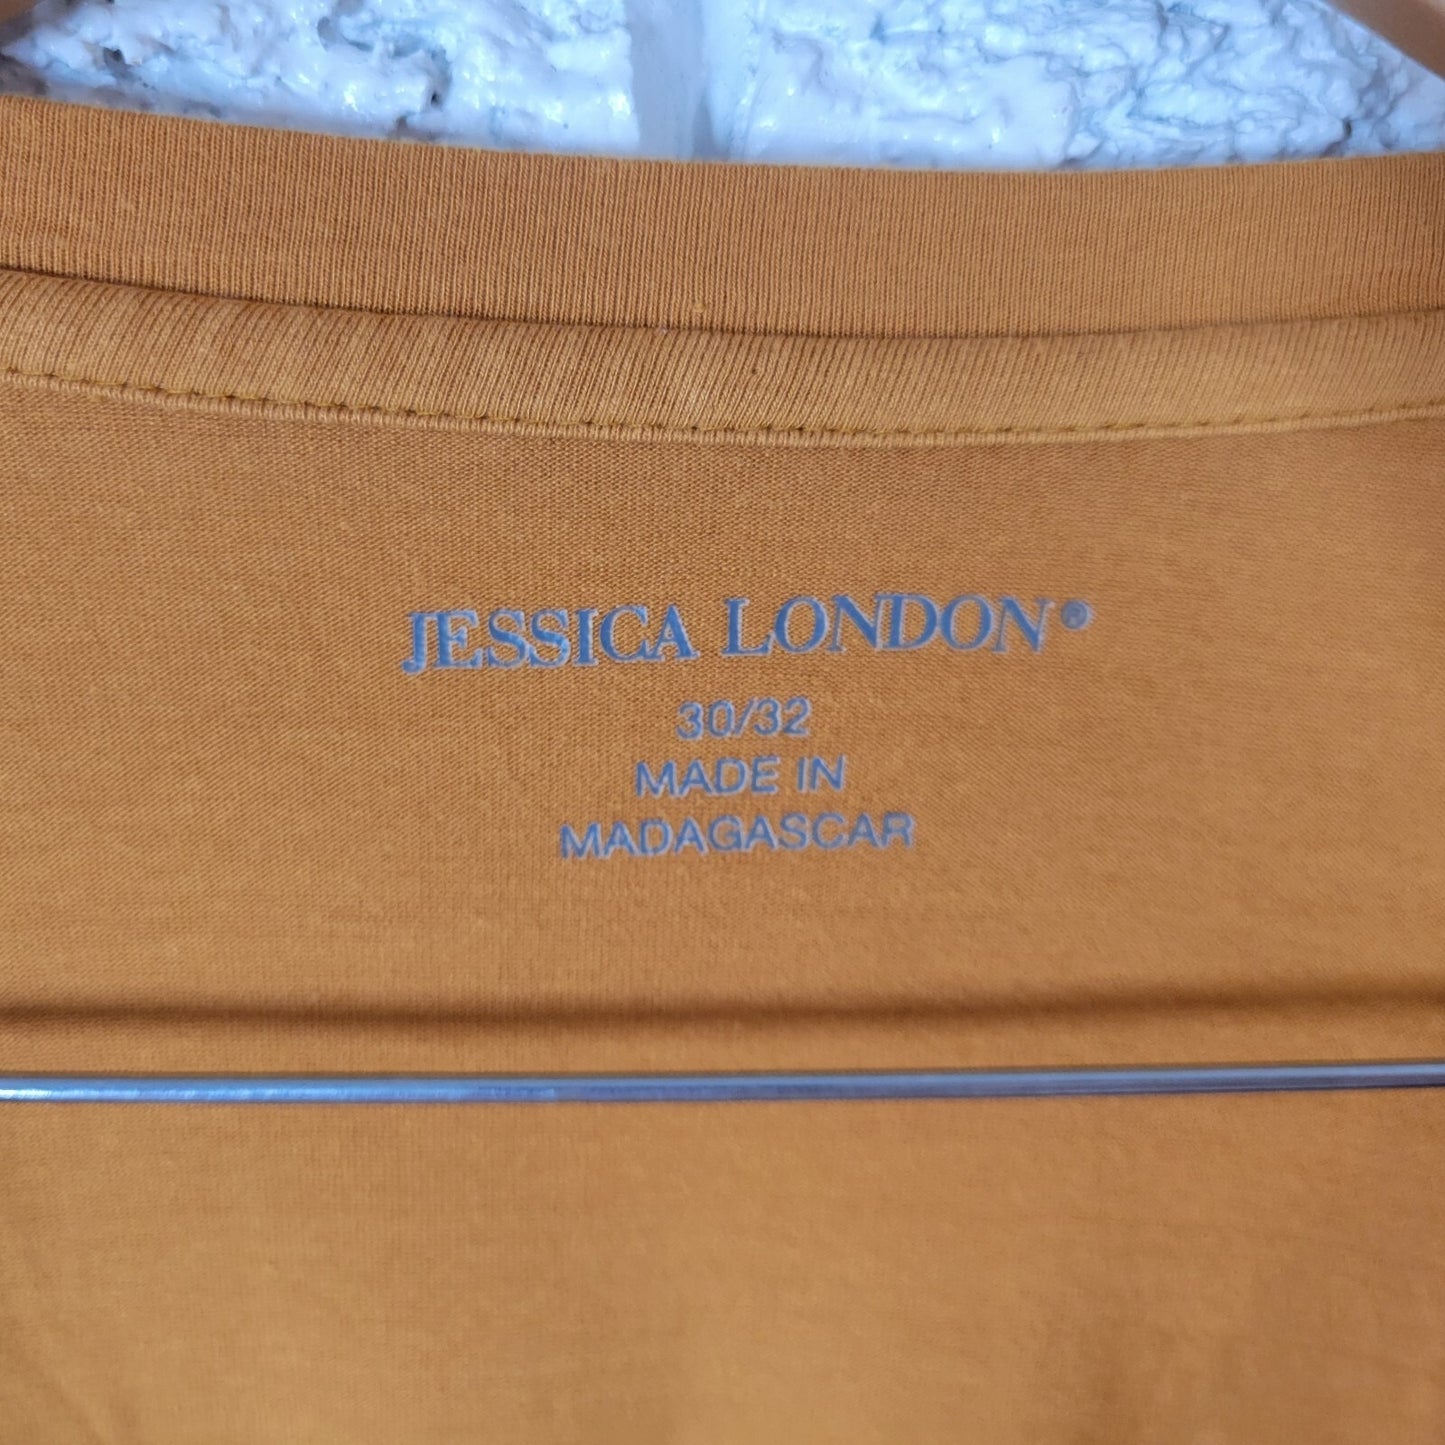 JESSICA LONDON®
30/32
MADE IN
MADAGASCAR